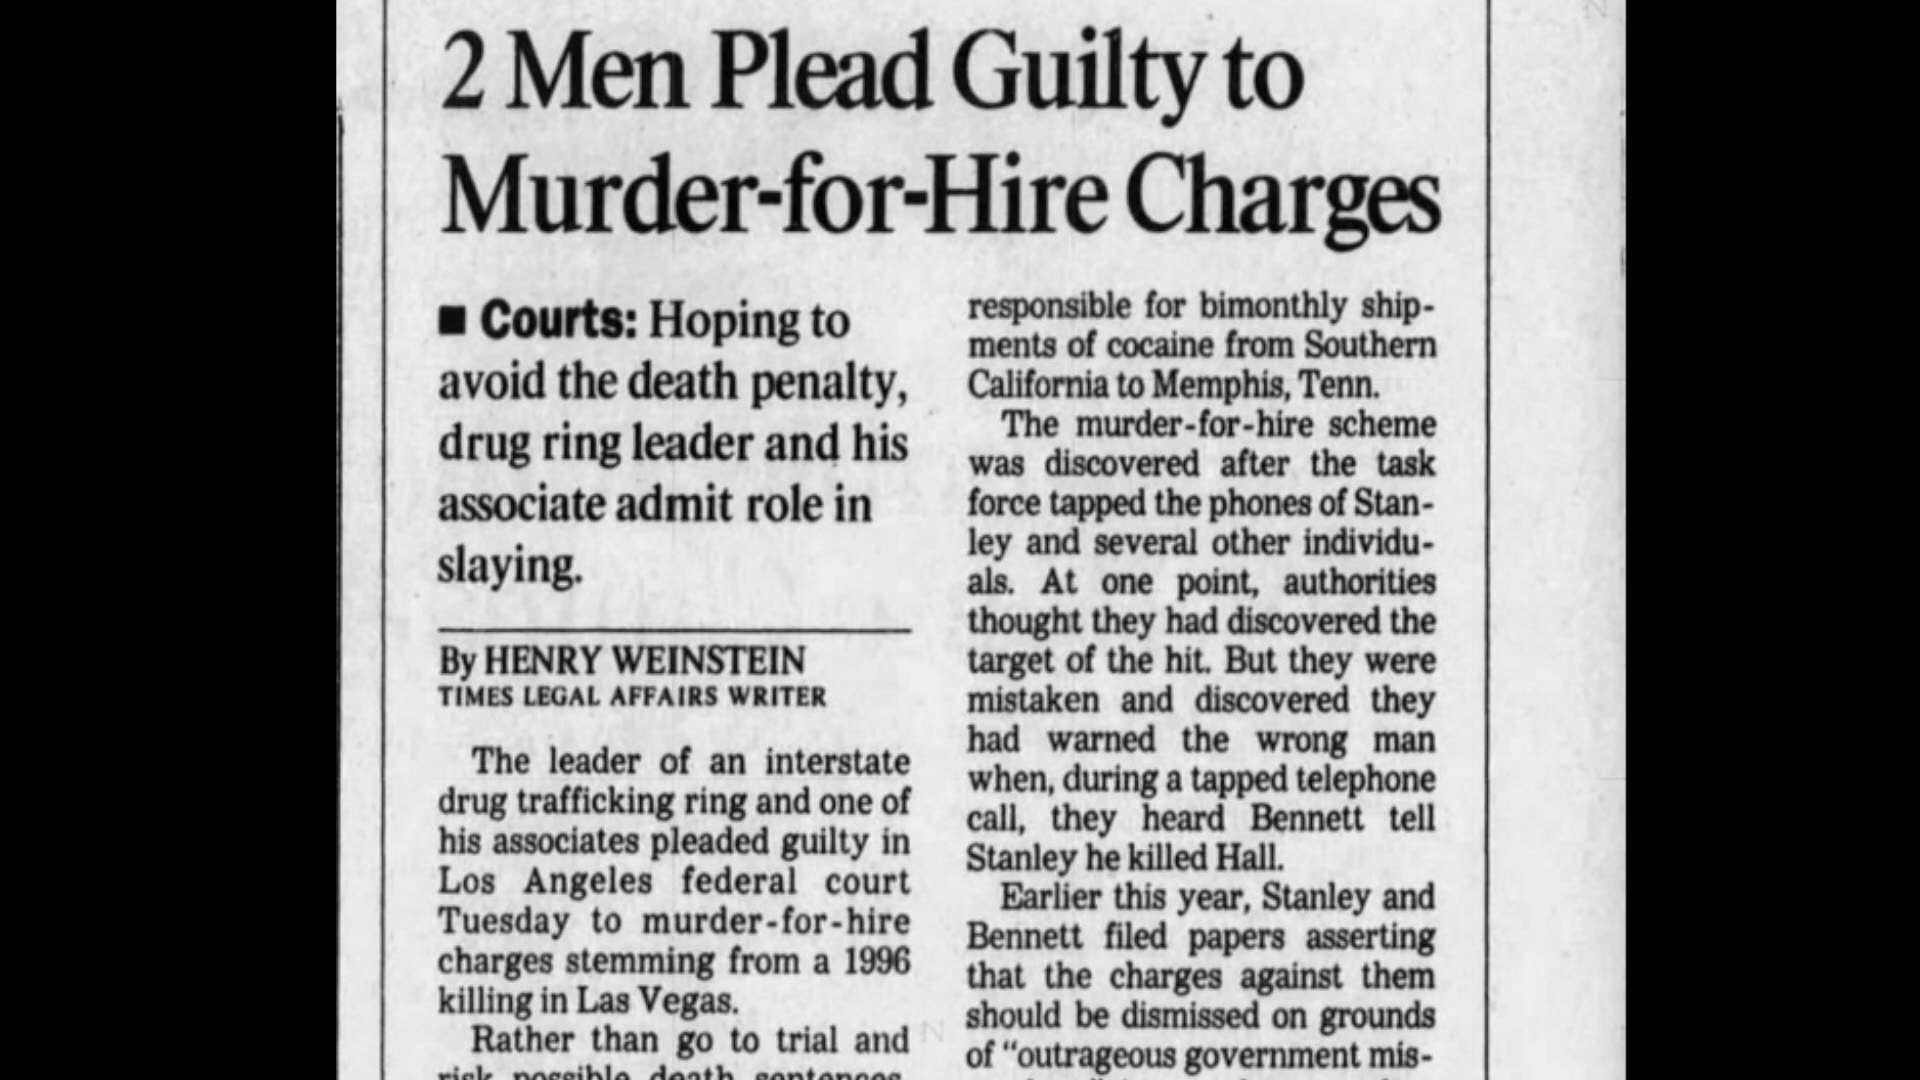 2 Men Plead Guilty to
Murder-for-Hire Charges
■ Courts: Hoping to
avoid the death penalty,
drug ring leader and his
associate admit role in
slaying.
By HENRY WEINSTEIN
TIMES LEGAL AFFAIRS WRITER
The leader of an interstate
drug trafficking ring and one of
his associates pleaded guilty in
Los Angeles federal court
Tuesday to murder-for-hire
charges stemming from a 1996
killing in Las Vegas.
Rather than go to trial and
risk possible death sentences,
responsible for bimonthly ship-
ments of cocaine from Southern
California to Memphis, Tenn.
The murder-for-hire scheme
was discovered after the task
force tapped the phones of Stan-
ley and several other individu-
als. At one point, authorities
thought they had discovered the
target of the hit. But they were
mistaken and discovered they
had warned the wrong man
when, during a tapped telephone
call, they heard Bennett tell
Stanley he killed Hall.
Earlier this year, Stanley and
Bennett filed papers asserting
that the charges against them
should be dismissed on grounds
of “outrageous government mis-